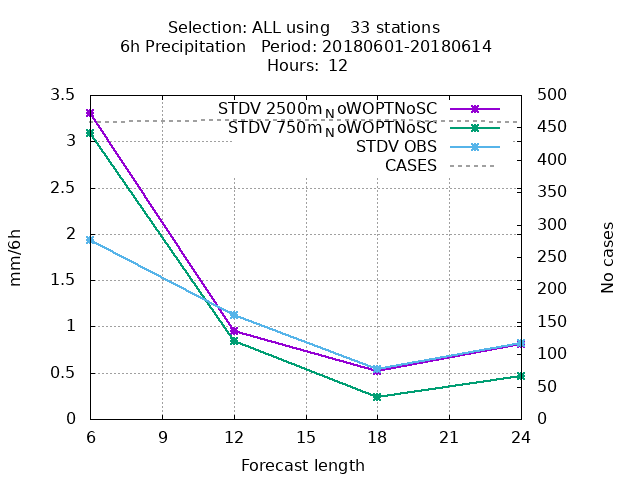 Selection: ALL using    33 stations
6h Precipitation   Period: 20180601-20180614
Hours:  12
3.5
3
2.5
2
1.5
1
0.5
0
500
450
400
350
300
250
200
150
100
50
0
mm/6h
No cases
STDV 2500m_NoWOPTNoSC
STDV 750m_NoWOPTNoSC
STDV OBS
CASES
6 9 12 15 18 21 24
Forecast length